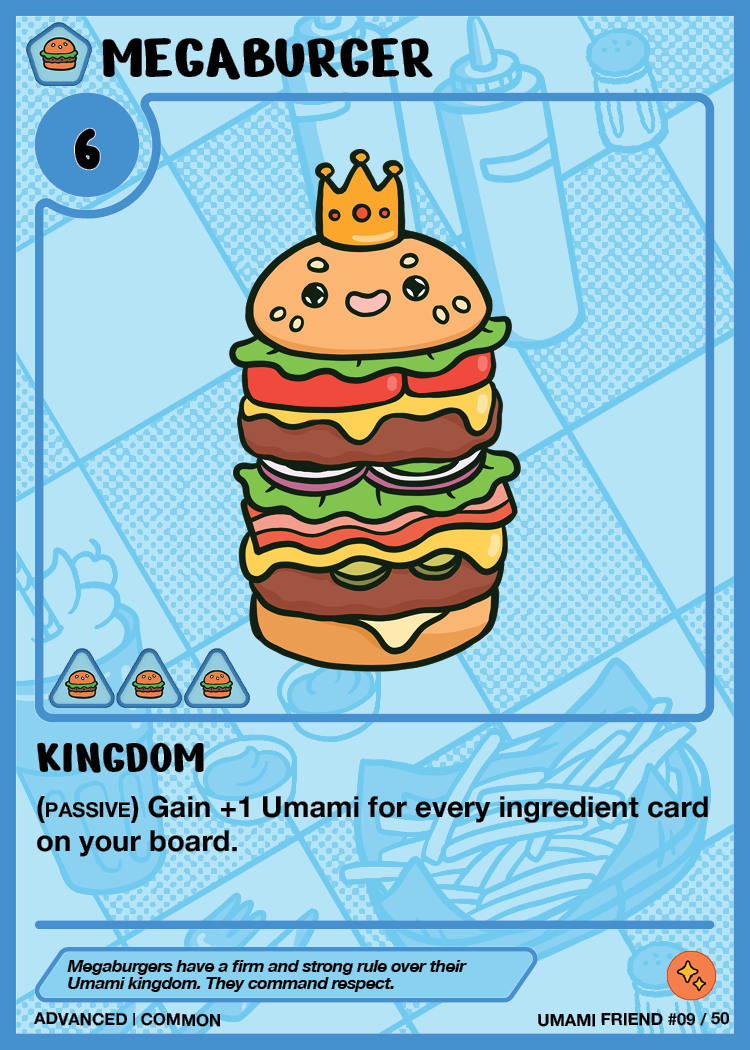 MEGABURGER
6
KINGDOM
(PASSIVE) Gain +1 Umami for every ingredient card
on your board.
Megaburgers have a firm and strong rule over their
Umami kingdom. They command respect.
ADVANCED | COMMON
UMAMI FRIEND #09 / 50